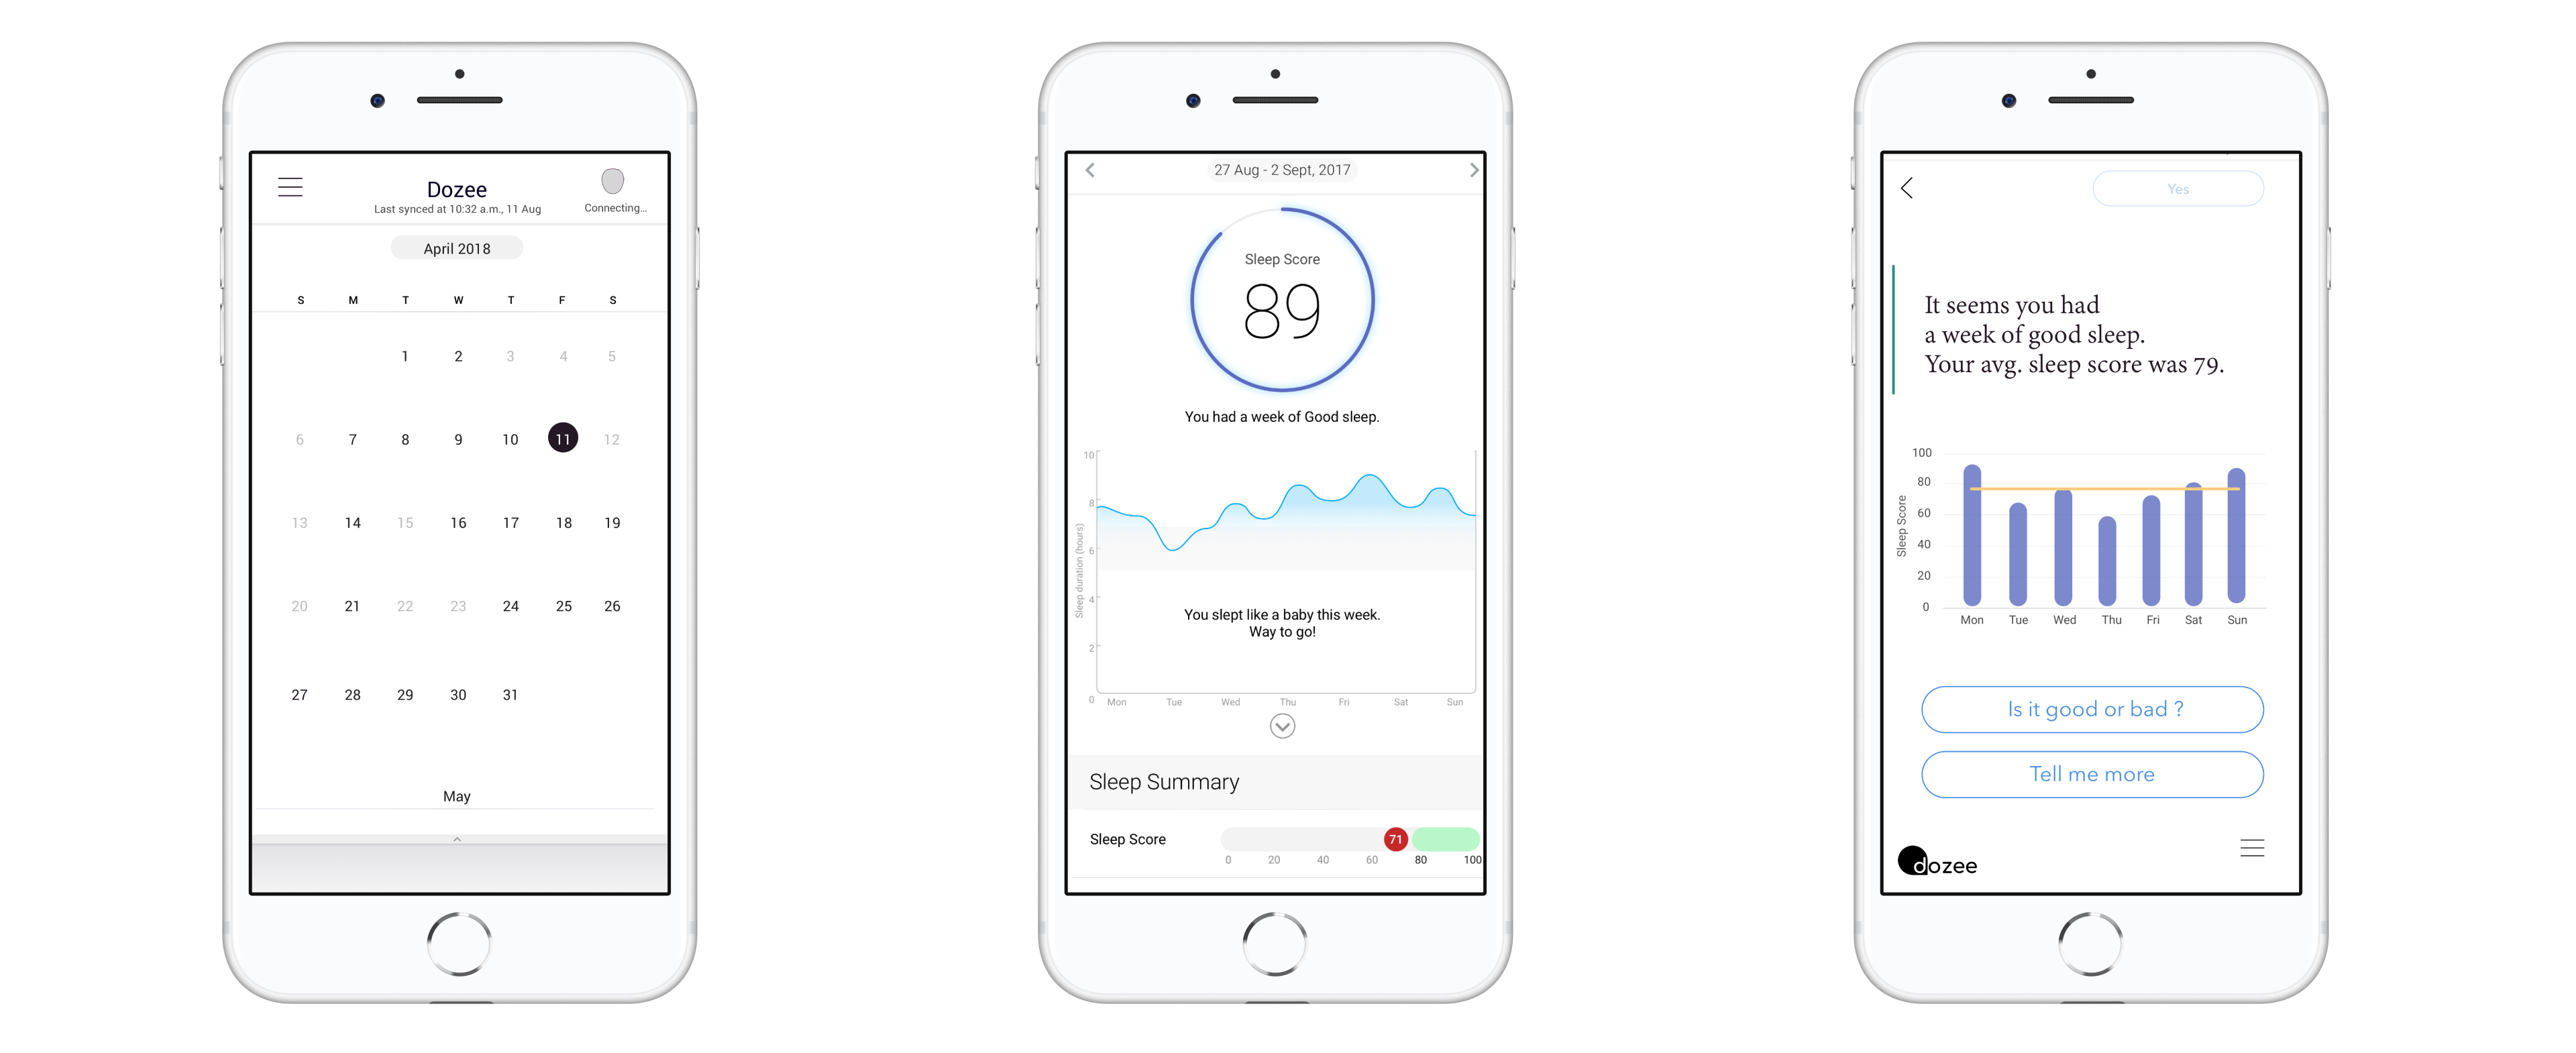 Dozee
Last synced at 10:32 a.m., 11 Aug
Connecting...
April 2018
S M T W T F S
1 2 3 4 5
6 7 8 9 10 11 12
13 14 15 16 17 18 19
20 21 22 23 24 25 26
27 28 29 30 31
May
27 Aug - 2 Sept, 2017
Sleep Score
89
You had a week of Good sleep.
10
8
6
4
2
0
Sleep duration (hours)
You slept like a baby this week.
Way to go!
Mon Tue Wed Thu Fri Sat Sun
Sleep Summary
Sleep Score 71
0 20 40 60 80 100
Yes
It seems you had
a week of good sleep.
Your avg. sleep score was 79.
100
80
60
40
20
0
Sleep Score
Mon Tue Wed Thu Fri Sat Sun
Is it good or bad ?
Tell me more
dozee